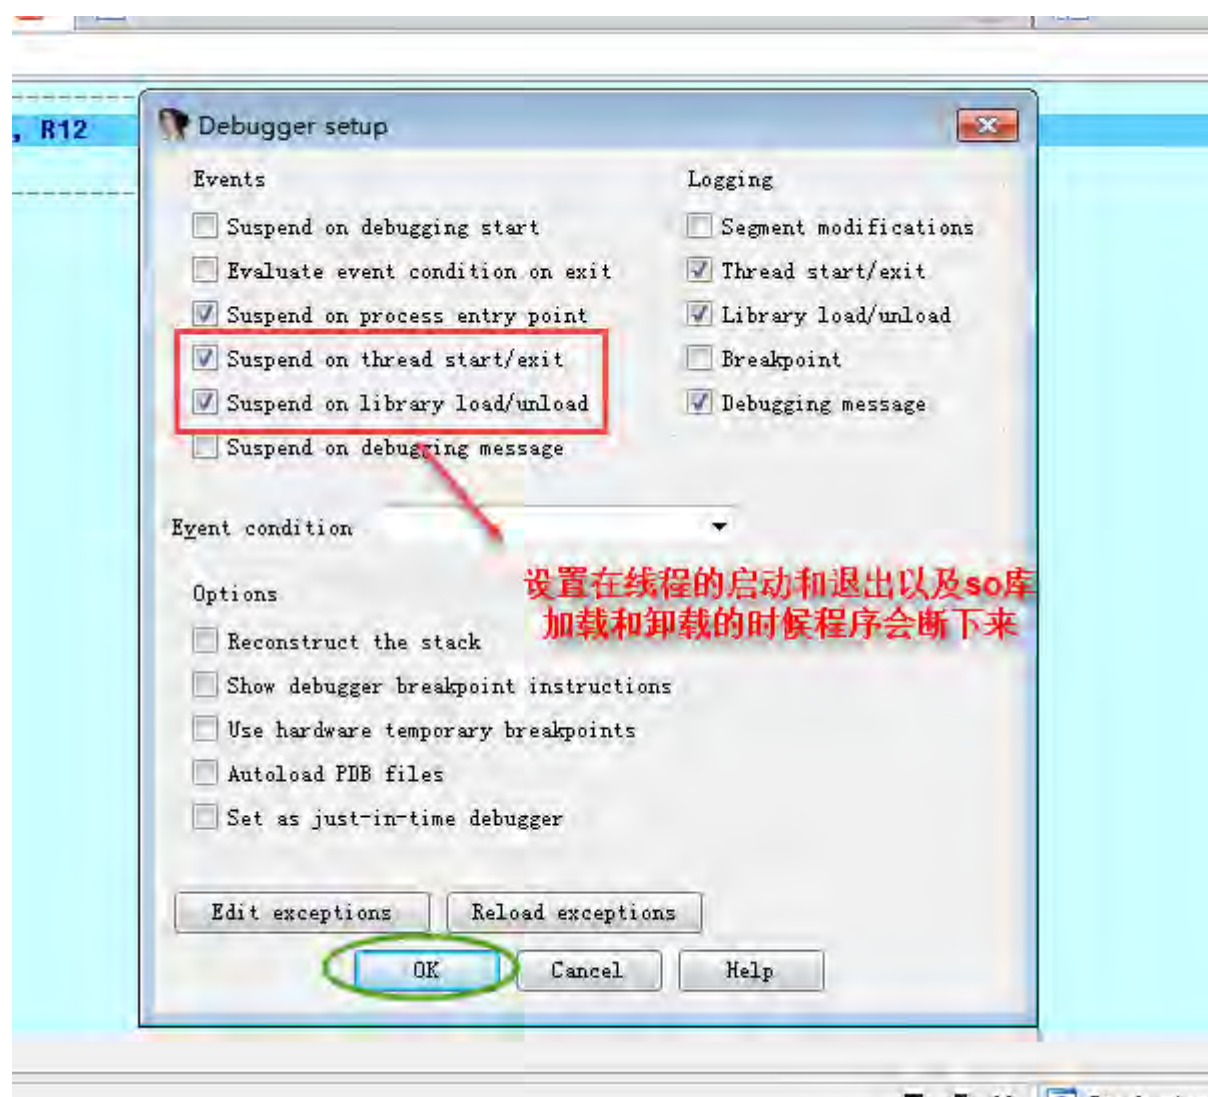 , R12
Debugger setup
Events
Logging
Suspend on debugging start
Segment modifications
Evaluate event condition on exit
Thread start/exit
Suspend on process entry point
Library load/unload
Suspend on thread start/exit
Breakpoint
Suspend on library load/unload
Debugging message
Suspend on debugging message
Event condition
设置在线程的启动和退出以及so库
加载和卸载的时候程序会断下来
Options
Reconstruct the stack
Show debugger breakpoint instructions
Use hardware temporary breakpoints
Autoload PDB files
Set as just-in-time debugger
Edit exceptions
Reload exceptions
OK
Cancel
Help